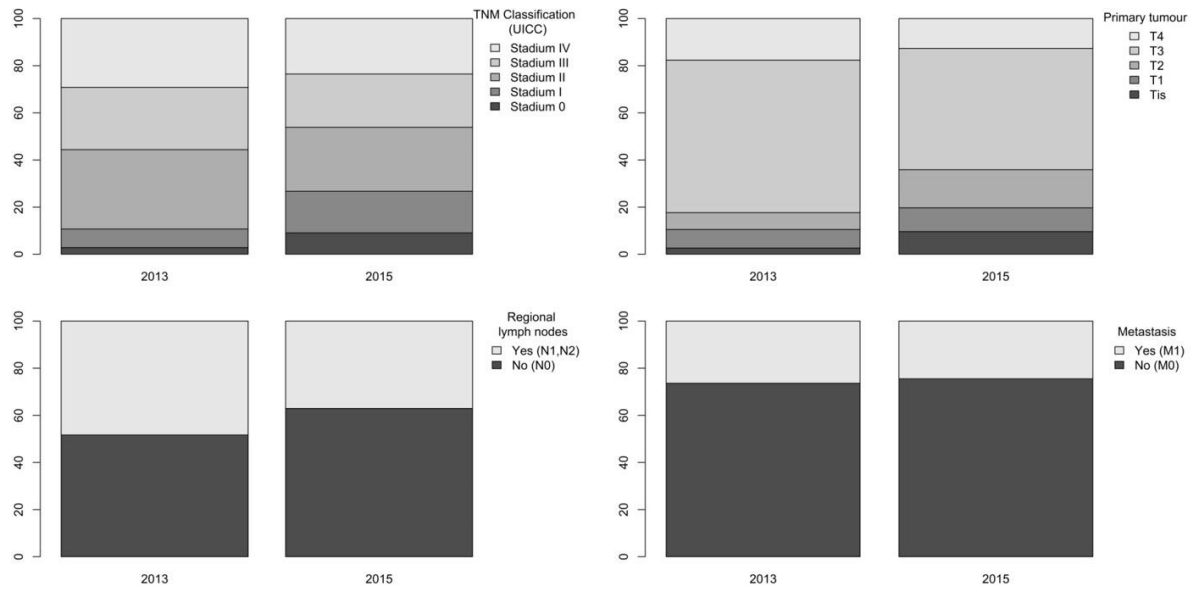 TNM Classification
(UICC)
Stadium IV
Stadium III
Stadium II
Stadium I
Stadium 0
0
20
40
60
80
100
2013
2015
Primary tumour
T4
T3
T2
T1
Tis
0
20
40
60
80
100
2013
2015
Regional
lymph nodes
Yes (N1,N2)
No (N0)
0
20
40
60
80
100
2013
2015
Metastasis
Yes (M1)
No (M0)
0
20
40
60
80
100
2013
2015